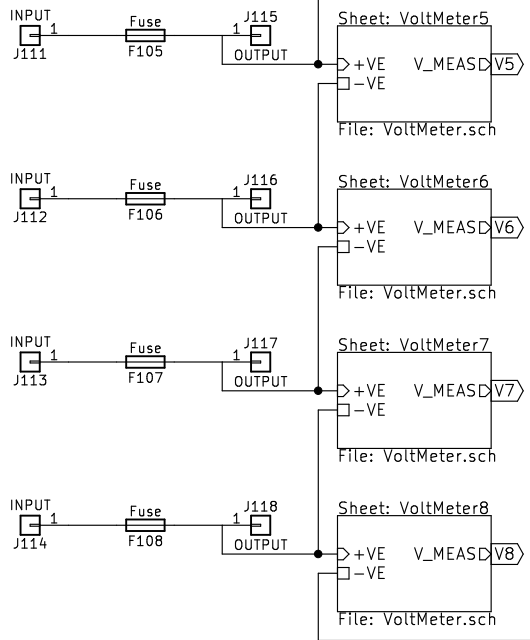 INPUT
1
J111
Fuse
F105
J115
1
OUTPUT
Sheet: VoltMeter5
+VE
V_MEAS
V5
-VE
File: VoltMeter.sch
INPUT
1
J112
Fuse
F106
J116
1
OUTPUT
Sheet: VoltMeter6
+VE
V_MEAS
V6
-VE
File: VoltMeter.sch
INPUT
1
J113
Fuse
F107
J117
1
OUTPUT
Sheet: VoltMeter7
+VE
V_MEAS
V7
-VE
File: VoltMeter.sch
INPUT
1
J114
Fuse
F108
J118
1
OUTPUT
Sheet: VoltMeter8
+VE
V_MEAS
V8
-VE
File: VoltMeter.sch